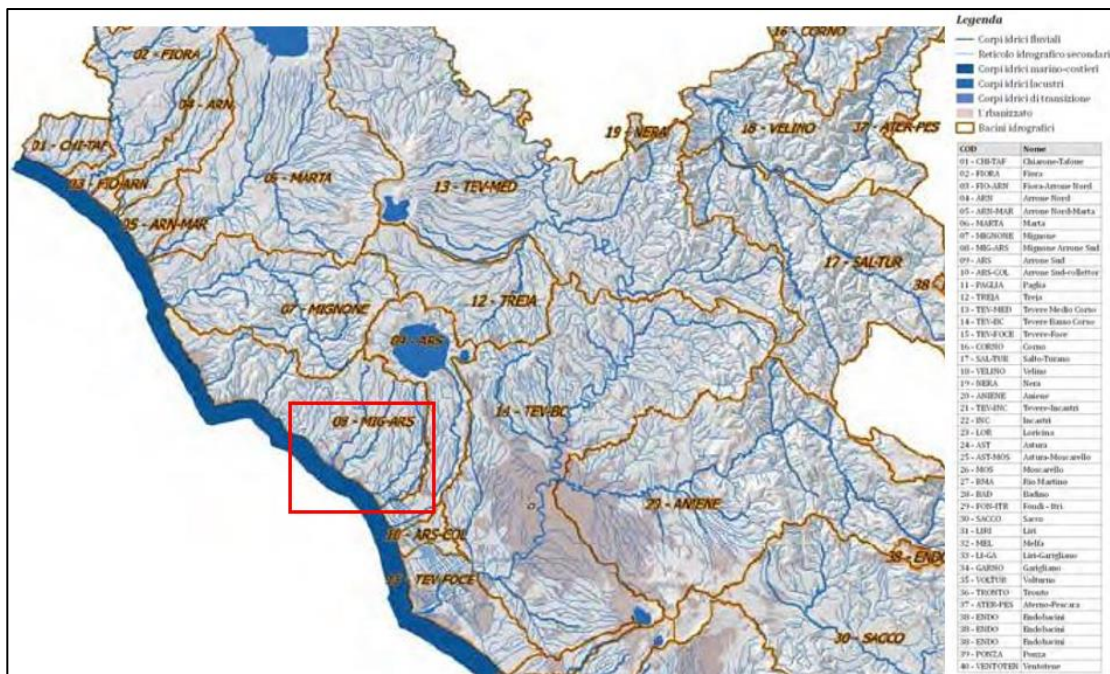 16 - CORNO
02 - FIORA
04 - ARN
19 - NERA
18 - VELINO
37 - ATER-PES
01 - CHI-TAF
03 - FIO-ARN
06 - MARTA
13 - TEV-MED
05 - ARN-MAR
17 - SAL-TUR
38 -
12 - TREJA
07 - MIGNONE
09 - ARS
08 - MIG-ARS
14 - TEV-BC
29 - ANIENE
10 - ARS-COL
38 - ENDO
TEV-FOCE
30 - SACCO
Legenda
Corpi idrici fluviali
Reticolo idrografico secondari
Corpi idrici marino-costieri
Corpi idrici lacustri
Corpi idrici di transizione
Urbanizzato
Bacini idrografici
COD Nome
01 - CHI-TAF Chiarone-Tafone
02 - FIORA Fiora
03 - FIO-ARN Fiora-Arrone Nord
04 - ARN Arrone Nord
05 - ARN-MAR Arrone Nord-Marta
06 - MARTA Marta
07 - MIGNONE Mignone
08 - MIG-ARS Mignone Arrone Sud
09 - ARS Arrone Sud
10 - ARS-COL Arrone Sud-collettor
11 - PAGLIA Paglia
12 - TREJA Treja
13 - TEV-MED Tevere Medio Corso
14 - TEV-BC Tevere Basso Corso
15 - TEV-FOCE Tevere-Foce
16 - CORNO Corno
17 - SAL-TUR Salto-Turano
18 - VELINO Velino
19 - NERA Nera
20 - ANIENE Aniene
21 - TEV-INC Tevere-Incastri
22 - INC Incastri
23 - LOR Loricina
24 - AST Astura
25 - AST-MOS Astura-Moscarello
26 - MOS Moscarello
27 - RMA Rio Martino
28 - BAD Badino
29 - FON-ITR Fondi - Itri
30 - SACCO Sacco
31 - LIRI Liri
32 - MEL Melfa
33 - LI-GA Liri-Garigliano
34 - GARNO Garigliano
35 - VOLTUR Volturno
36 - TRONTO Tronto
37 - ATER-PES Aterno-Pescara
38 - ENDO Endobacini
38 - ENDO Endobacini
38 - ENDO Endobacini
39 - PONZA Ponza
40 - VENTOTEN Ventotene